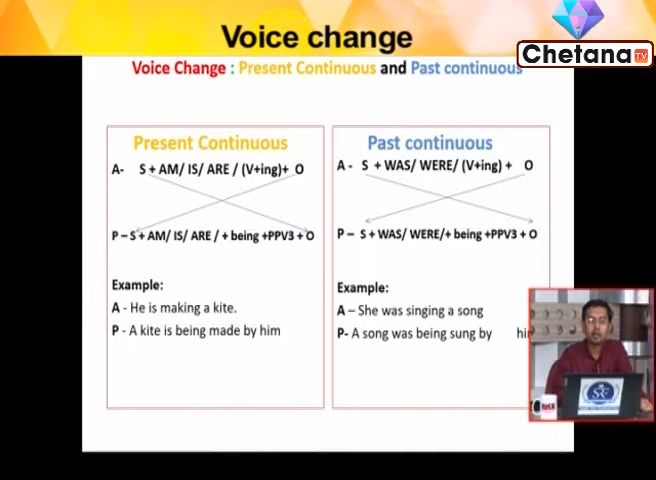 Voice change
Chetana TV
Voice Change : Present Continuous and Past continuous
Present Continuous
A- S + AM/ IS/ ARE / (V+ing)+ O
P – S + AM/ IS/ ARE / + being +PPV3 + O
Example:
A - He is making a kite.
P - A kite is being made by him
Past continuous
A - S + WAS/ WERE/ (V+ing) + O
P – S + WAS/ WERE/+ being +PPV3 + O
Example:
A – She was singing a song
P- A song was being sung by